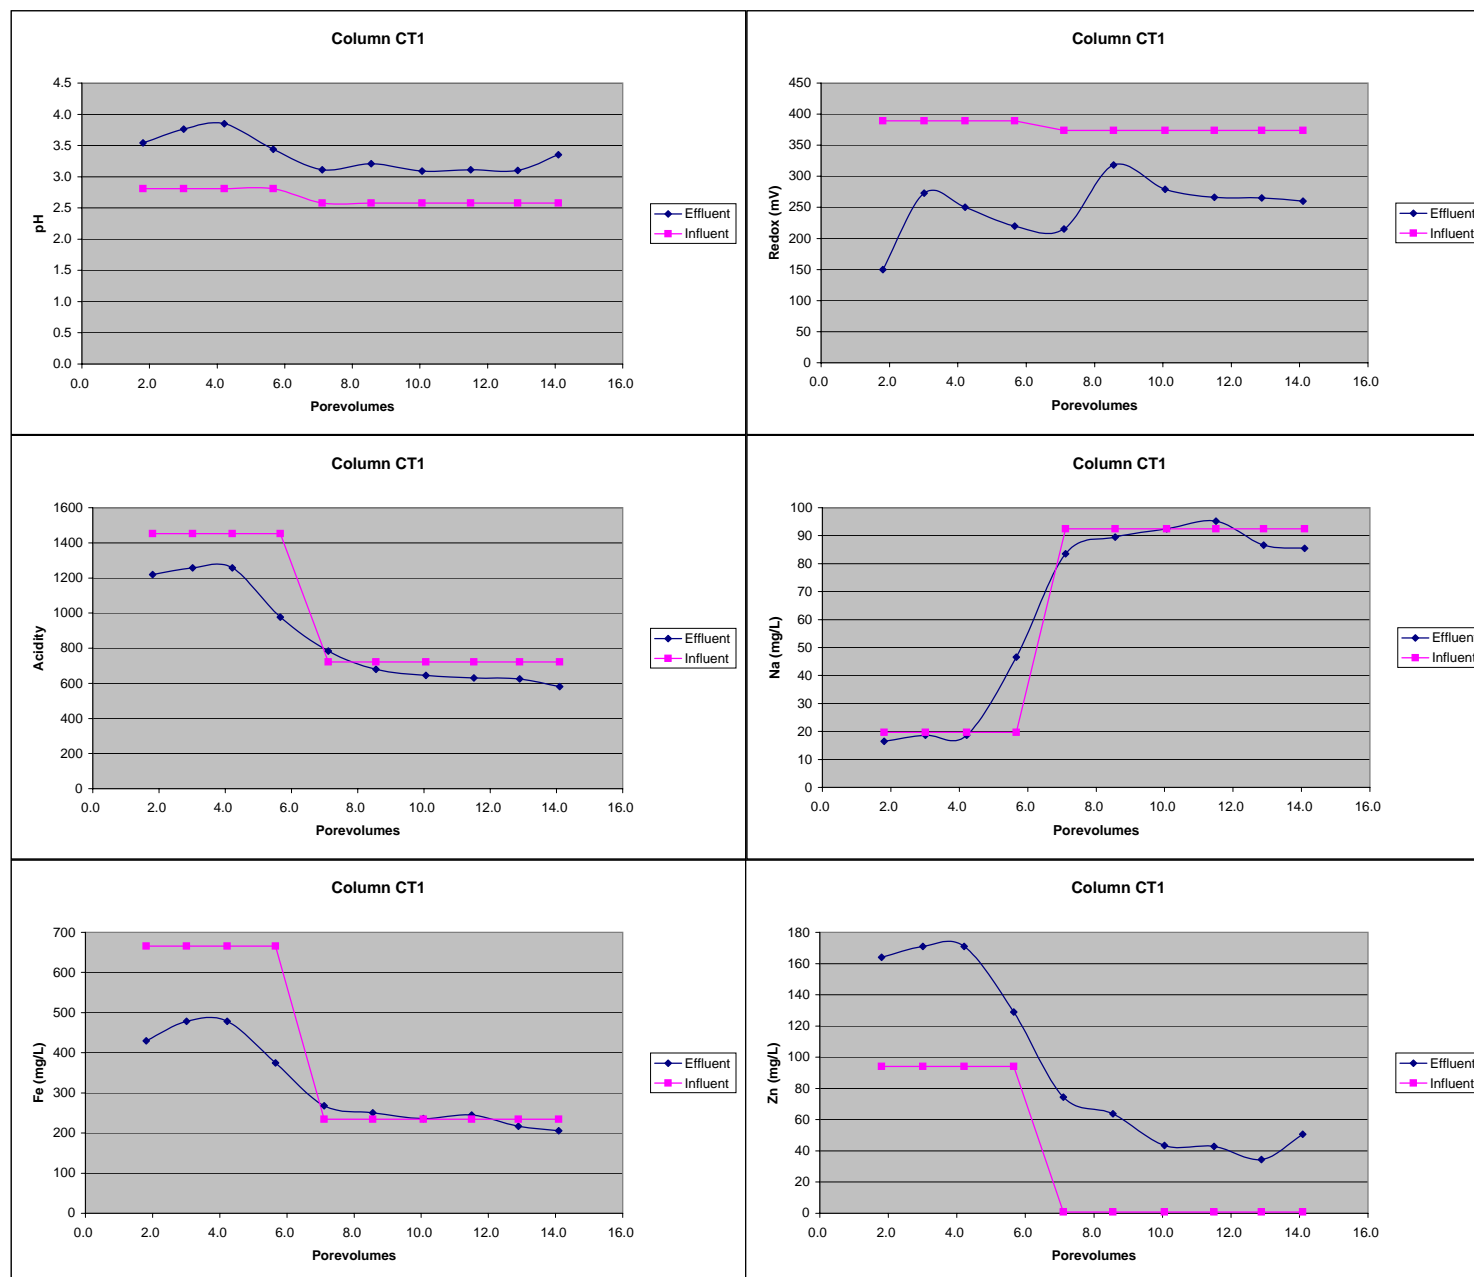 Column CT1
4.5
4.0
3.5
3.0
2.5
2.0
1.5
1.0
0.5
0.0
pH
0.0 2.0 4.0 6.0 8.0 10.0 12.0 14.0 16.0
Porevolumes
Effluent
Influent
Column CT1
450
400
350
300
250
200
150
100
50
0
Redox (mV)
0.0 2.0 4.0 6.0 8.0 10.0 12.0 14.0 16.0
Porevolumes
Effluent
Influent
Column CT1
1600
1400
1200
1000
800
600
400
200
0
Acidity
0.0 2.0 4.0 6.0 8.0 10.0 12.0 14.0 16.0
Porevolumes
Effluent
Influent
Column CT1
100
90
80
70
60
50
40
30
20
10
0
Na (mg/L)
0.0 2.0 4.0 6.0 8.0 10.0 12.0 14.0 16.0
Porevolumes
Effluent
Influent
Column CT1
700
600
500
400
300
200
100
0
Fe (mg/L)
0.0 2.0 4.0 6.0 8.0 10.0 12.0 14.0 16.0
Porevolumes
Effluent
Influent
Column CT1
180
160
140
120
100
80
60
40
20
0
Zn (mg/L)
0.0 2.0 4.0 6.0 8.0 10.0 12.0 14.0 16.0
Porevolumes
Effluent
Influent